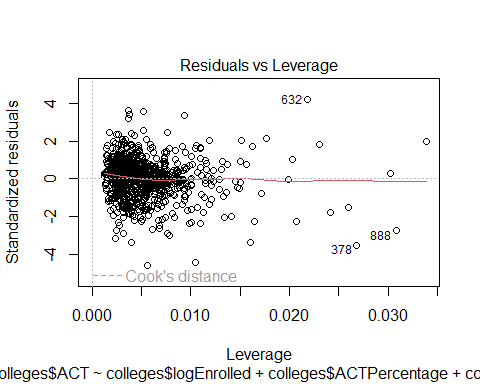 Residuals vs Leverage
Standardized residuals
4
2
0
-2
-4
632
378
888
Cook's distance
0.000
0.010
0.020
0.030
Leverage
olleges$ACT ~ colleges$logEnrolled + colleges$ACTPercentage + co